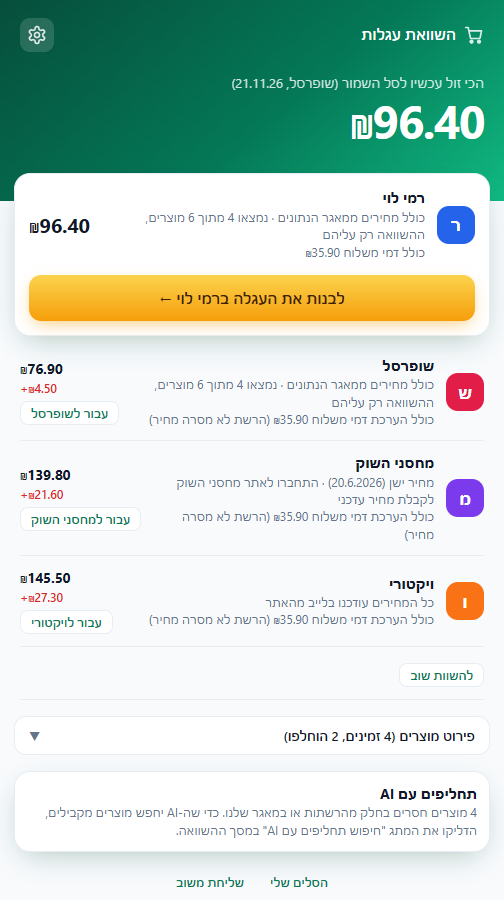 השוואת עגלות
הכי זול עכשיו לסל השמור (שופרסל, 21.11.26)
₪96.40
ר
רמי לוי
כולל מחירים ממאגר הנתונים · נמצאו 4 מתוך 6 מוצרים,
ההשוואה רק עליהם
כולל דמי משלוח ₪35.90
₪96.40
לבנות את העגלה ברמי לוי ←
ש
שופרסל
כולל מחירים ממאגר הנתונים · נמצאו 4 מתוך 6 מוצרים,
ההשוואה רק עליהם
כולל הערכת דמי משלוח ₪35.90 (הרשת לא מסרה מחיר)
₪76.90
+₪4.50
עבור לשופרסל
מ
מחסני השוק
מחיר ישן (20.6.2026) · התחברו לאתר מחסני השוק
לקבלת מחיר עדכני
כולל הערכת דמי משלוח ₪35.90 (הרשת לא מסרה
מחיר)
₪139.80
+₪21.60
עבור למחסני השוק
ו
ויקטורי
כל המחירים עודכנו בלייב מהאתר
כולל הערכת דמי משלוח ₪35.90 (הרשת לא מסרה מחיר)
₪145.50
+₪27.30
עבור לויקטורי
להשוות שוב
פירוט מוצרים (4 זמינים, 2 הוחלפו)
▼
תחליפים עם AI
4 מוצרים חסרים בחלק מהרשתות או במאגר שלנו. כדי שה-AI יחפש מוצרים מקבילים,
הדליקו את המתג "חיפוש תחליפים עם AI" במסך ההשוואה.
הסלים שלי
שליחת משוב